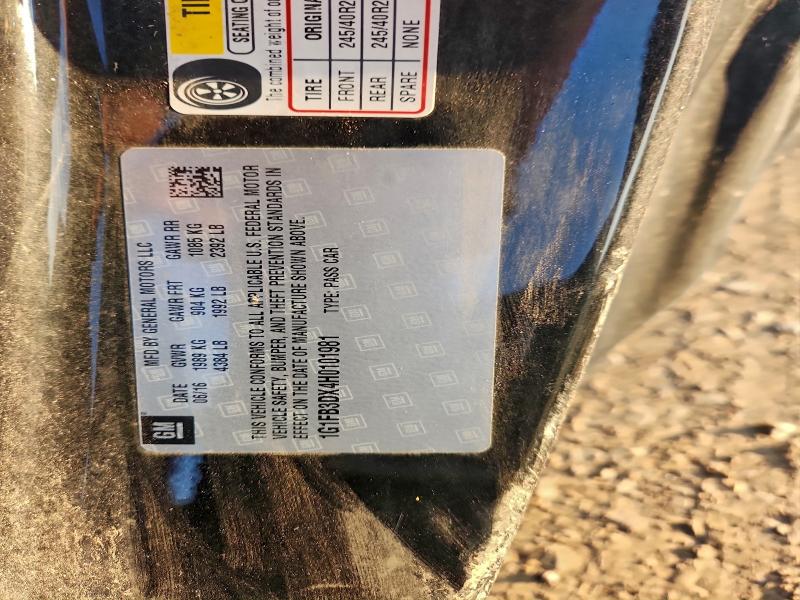 TI
SEATING C
The combined weight of o
TIRE ORIGINA
FRONT 245/40R2
REAR 245/40R2
SPARE NONE
GM
MFD BY GENERAL MOTORS LLC
DATE GVWR GAWR FRT GAWR RR
06/16 1989 KG 904 KG 1085 KG
4384 LB 1992 LB 2392 LB
THIS VEHICLE CONFORMS TO ALL APPLICABLE U.S. FEDERAL MOTOR
VEHICLE SAFETY, BUMPER, AND THEFT PREVENTION STANDARDS IN
EFFECT ON THE DATE OF MANUFACTURE SHOWN ABOVE.
1G1FB3DX4H0101981 TYPE: PASS CAR